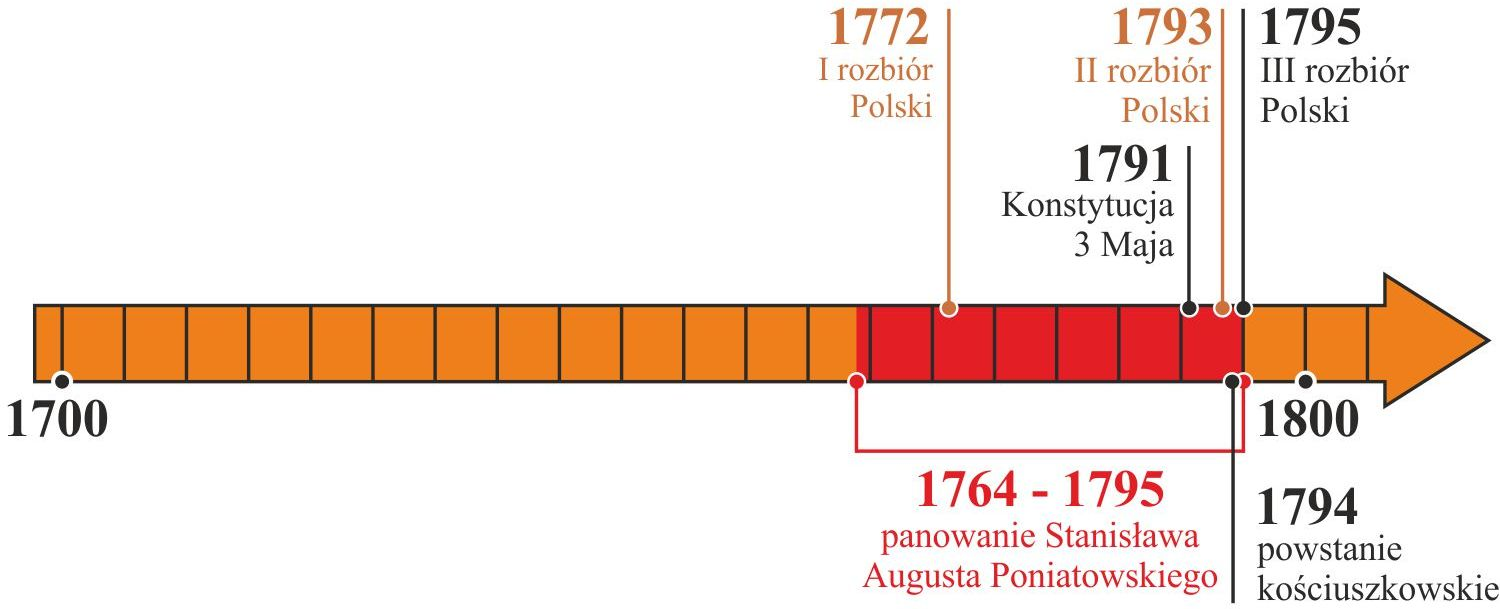 1772
I rozbiór
Polski
1793
II rozbiór
Polski
1795
III rozbiór
Polski
1791
Konstytucja
3 Maja
1700
1800
1764 - 1795
panowanie Stanisława
Augusta Poniatowskiego
1794
powstanie
kościuszkowskie